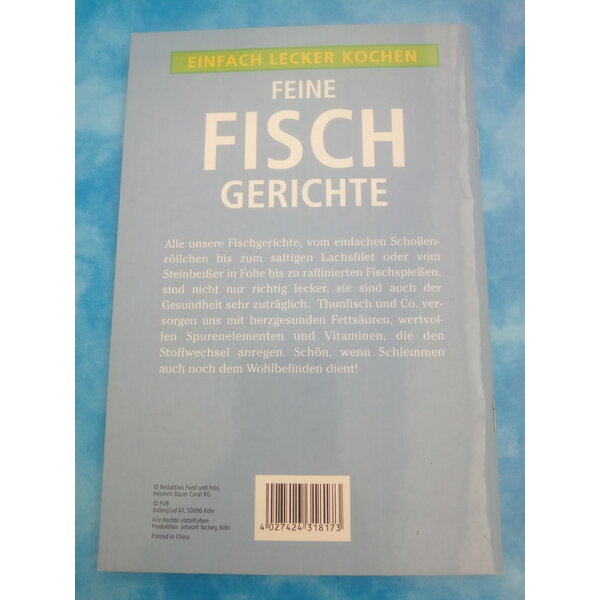 EINFACH LECKER KOCHEN
FEINE
FISCH
GERICHTE
Alle unsere Fischgerichte, vom einfachen Schollen-
röllchen bis zum saftigen Lachsfilet oder vom
Steinbeißer in Folie bis zu raffinierten Fischspießen,
sind nicht nur richtig lecker, sie sind auch der
Gesundheit sehr zuträglich. Thunfisch und Co. ver-
sorgen uns mit herzgesunden Fettsäuren, wertvol-
len Spurenelementen und Vitaminen, die den
Stoffwechsel anregen. Schön, wenn Schlemmen
auch noch dem Wohlbefinden dient!
© Redaktion Food und Foto,
Heinrich Bauer Carat KG
© FUB
Judenpfad 61, 50996 Köln
Alle Rechte vorbehalten
Produktion: artwork factory, Köln
Printed in China
4 027424 318173